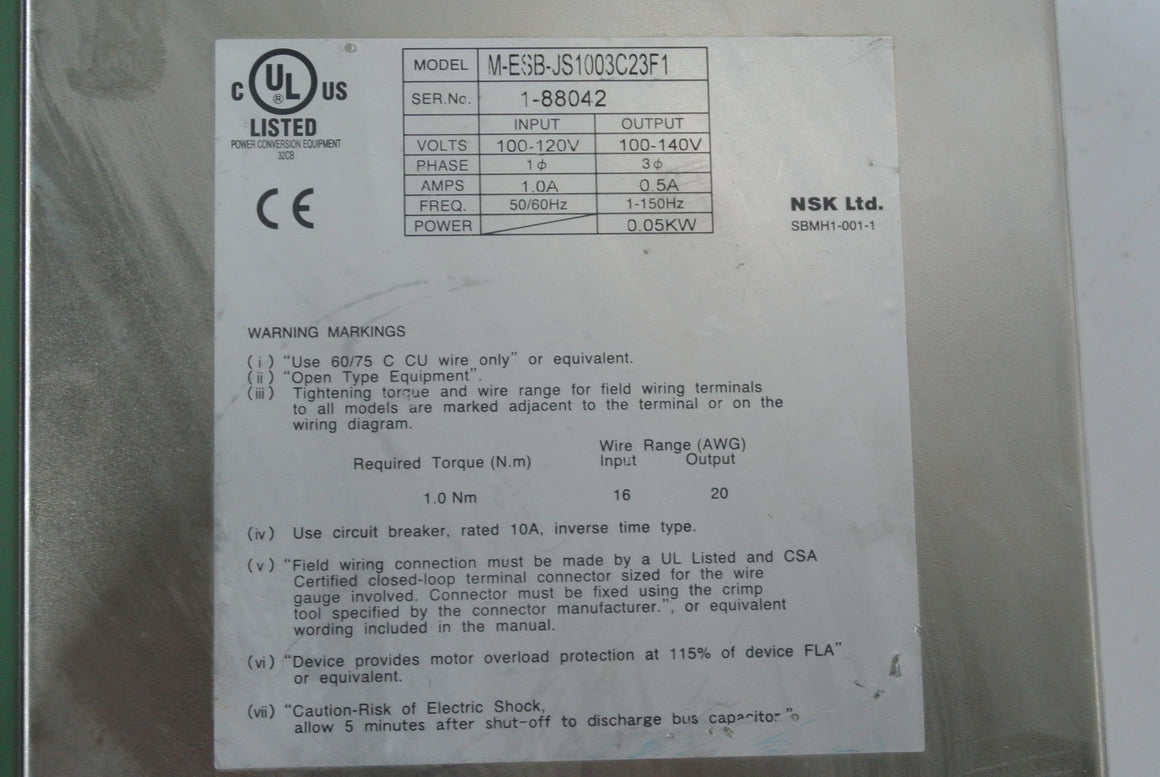 C UL ® US
LISTED
POWER CONVERSION EQUIPMENT
32CB
CE
MODEL M-ESB-JS1003C23F1
SER.No. 1-88042
INPUT OUTPUT
VOLTS 100-120V 100-140V
PHASE 1ϕ 3ϕ
AMPS 1.0A 0.5A
FREQ. 50/60Hz 1-150Hz
POWER 0.05KW
NSK Ltd.
SBMH1-001-1
WARNING MARKINGS
(i) “Use 60/75 C CU wire only” or equivalent.
(ii) “Open Type Equipment”.
(iii) Tightening torque and wire range for field wiring terminals
to all models are marked adjacent to the terminal or on the
wiring diagram.
Wire Range (AWG)
Required Torque (N.m) Input Output
1.0 Nm 16 20
(iv) Use circuit breaker, rated 10A, inverse time type.
(v) “Field wiring connection must be made by a UL Listed and CSA
Certified closed-loop terminal connector sized for the wire
gauge involved. Connector must be fixed using the crimp
tool specified by the connector manufacturer.”, or equivalent
wording included in the manual.
(vi) “Device provides motor overload protection at 115% of device FLA”
or equivalent.
(vii) “Caution-Risk of Electric Shock,
allow 5 minutes after shut-off to discharge bus capacitor.”